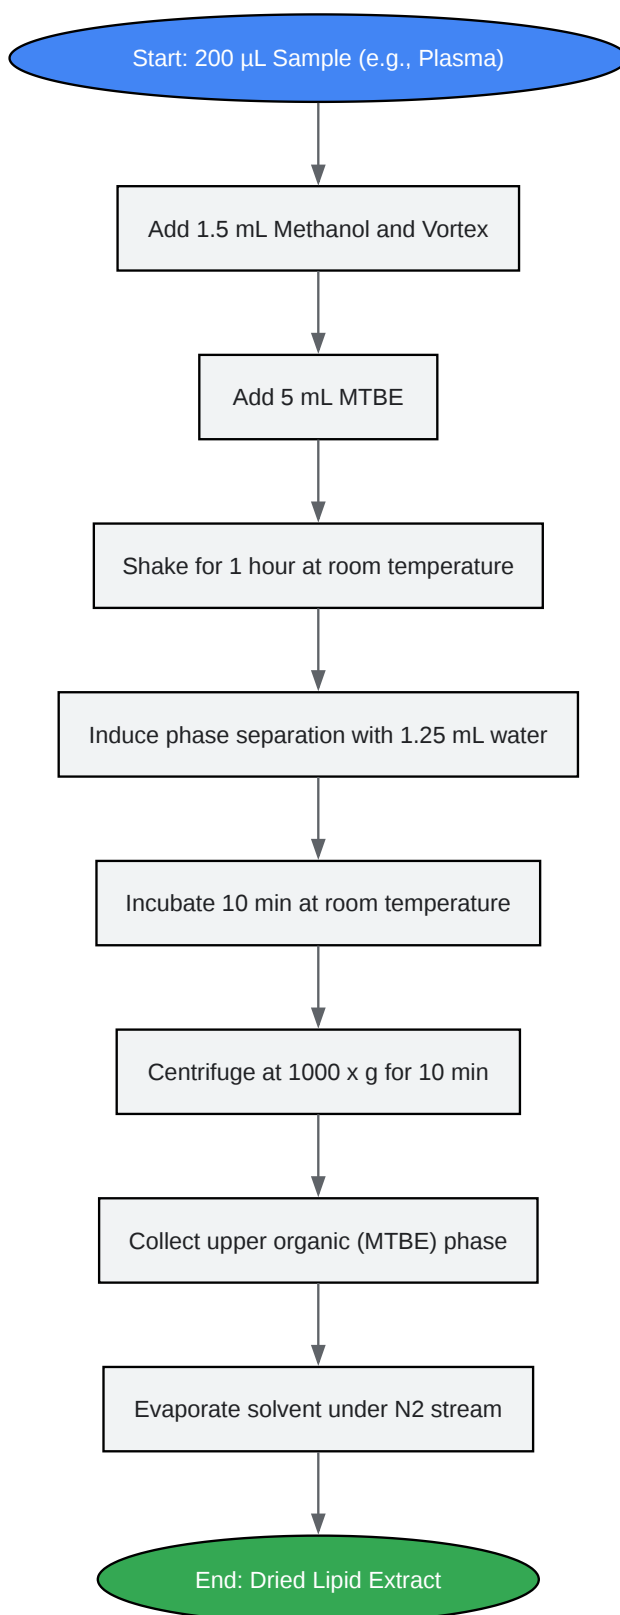 Start: 200 µL Sample (e.g., Plasma)
Add 1.5 mL Methanol and Vortex
Add 5 mL MTBE
Shake for 1 hour at room temperature
Induce phase separation with 1.25 mL water
Incubate 10 min at room temperature
Centrifuge at 1000 x g for 10 min
Collect upper organic (MTBE) phase
Evaporate solvent under N2 stream
End: Dried Lipid Extract